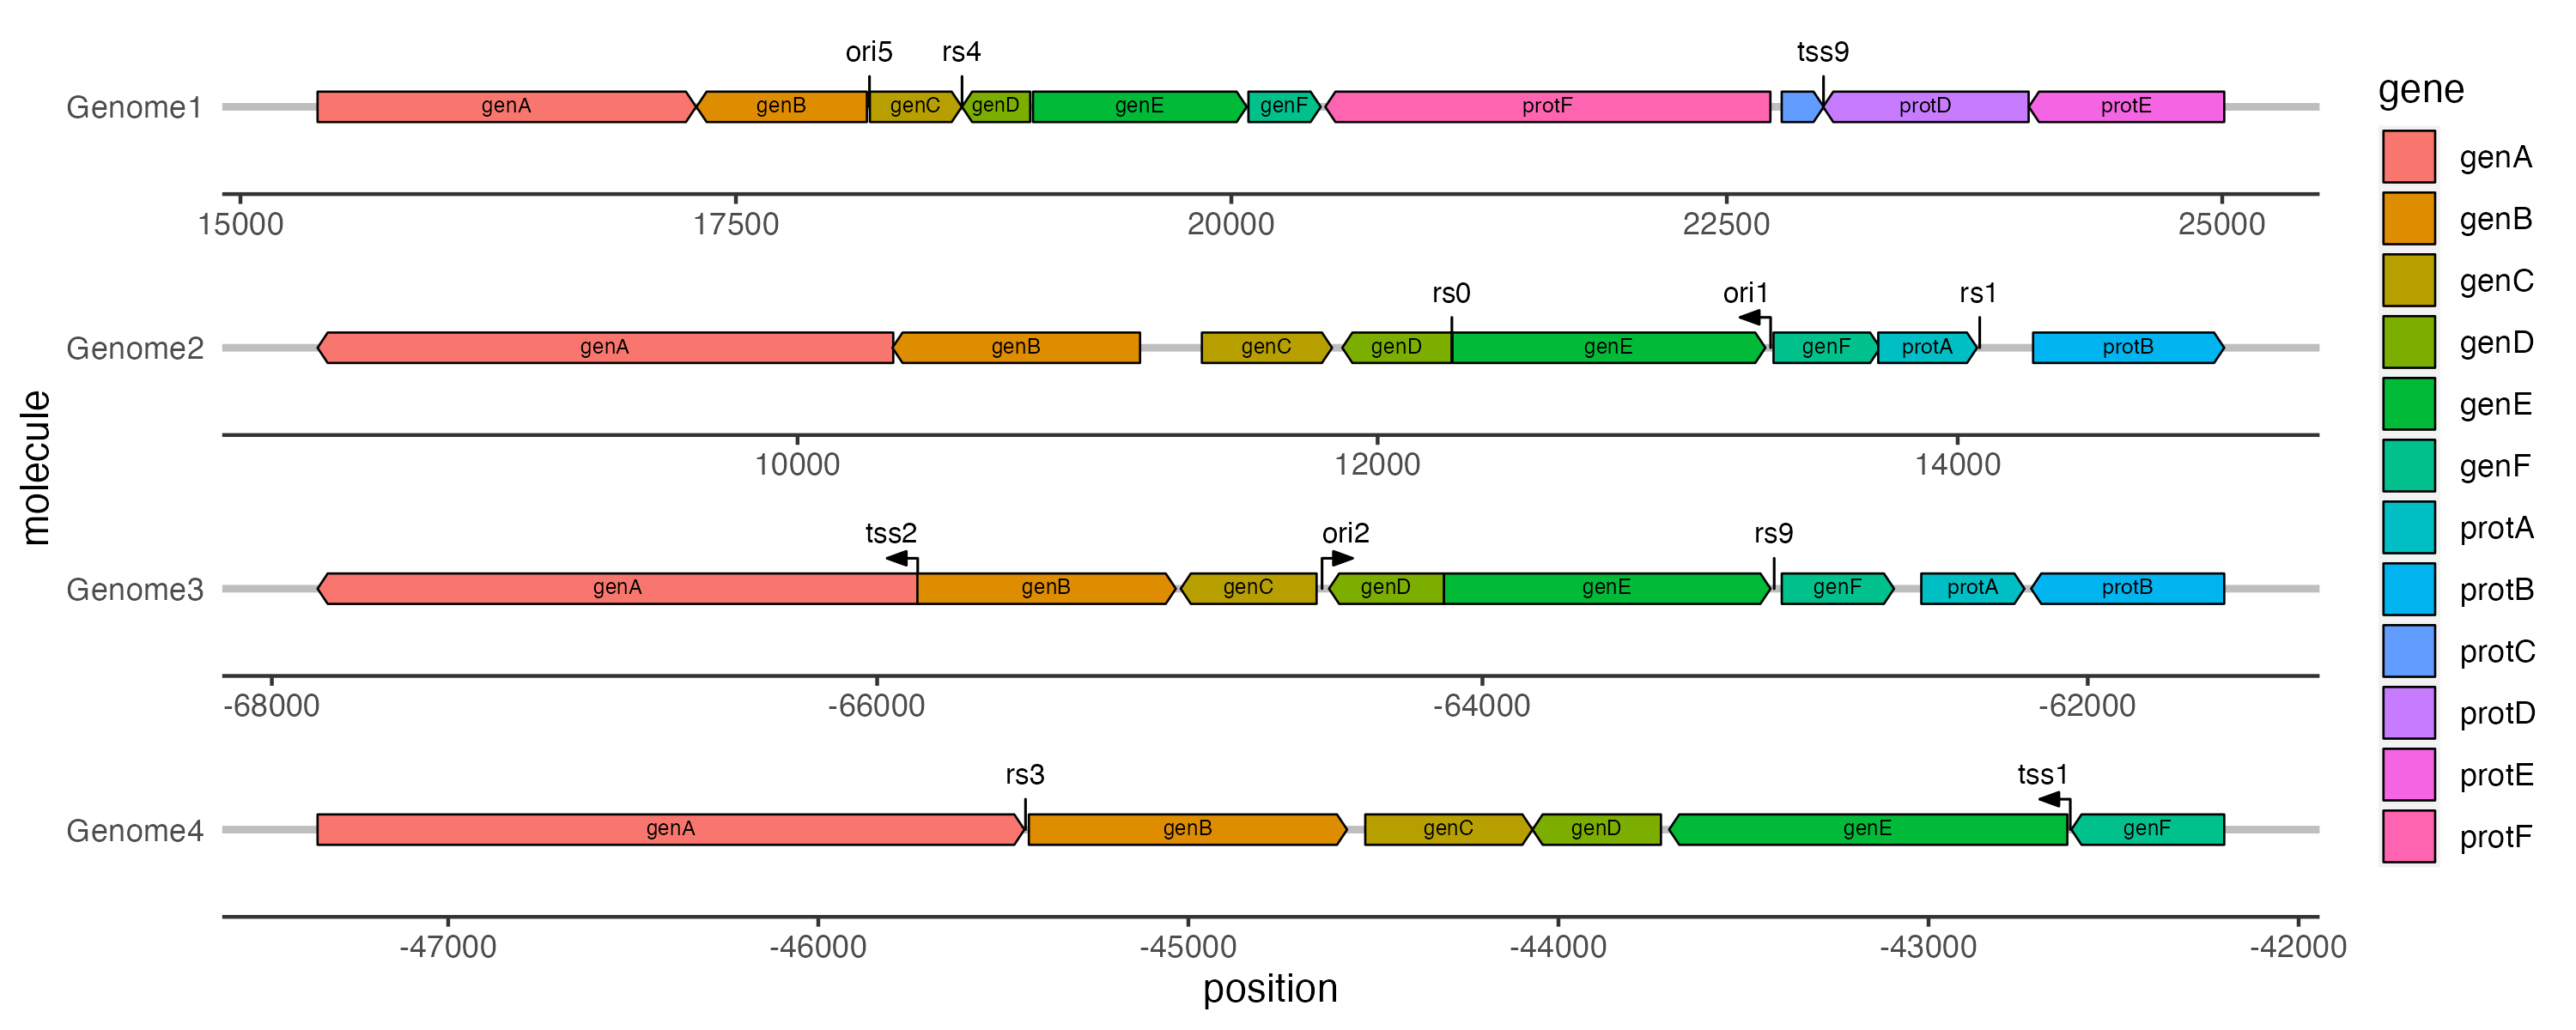 ori5 rs4 tss9
Genome1 genA genB genC genD genE genF protF protD protE
15000 17500 20000 22500 25000
rs0 ori1 rs1
Genome2 genA genB genC genD genE genF protA protB
10000 12000 14000
molecule
tss2 ori2 rs9
Genome3 genA genB genC genD genE genF protA protB
-68000 -66000 -64000 -62000
rs3 tss1
Genome4 genA genB genC genD genE genF
-47000 -46000 -45000 -44000 -43000 -42000
position
gene
genA
genB
genC
genD
genE
genF
protA
protB
protC
protD
protE
protF